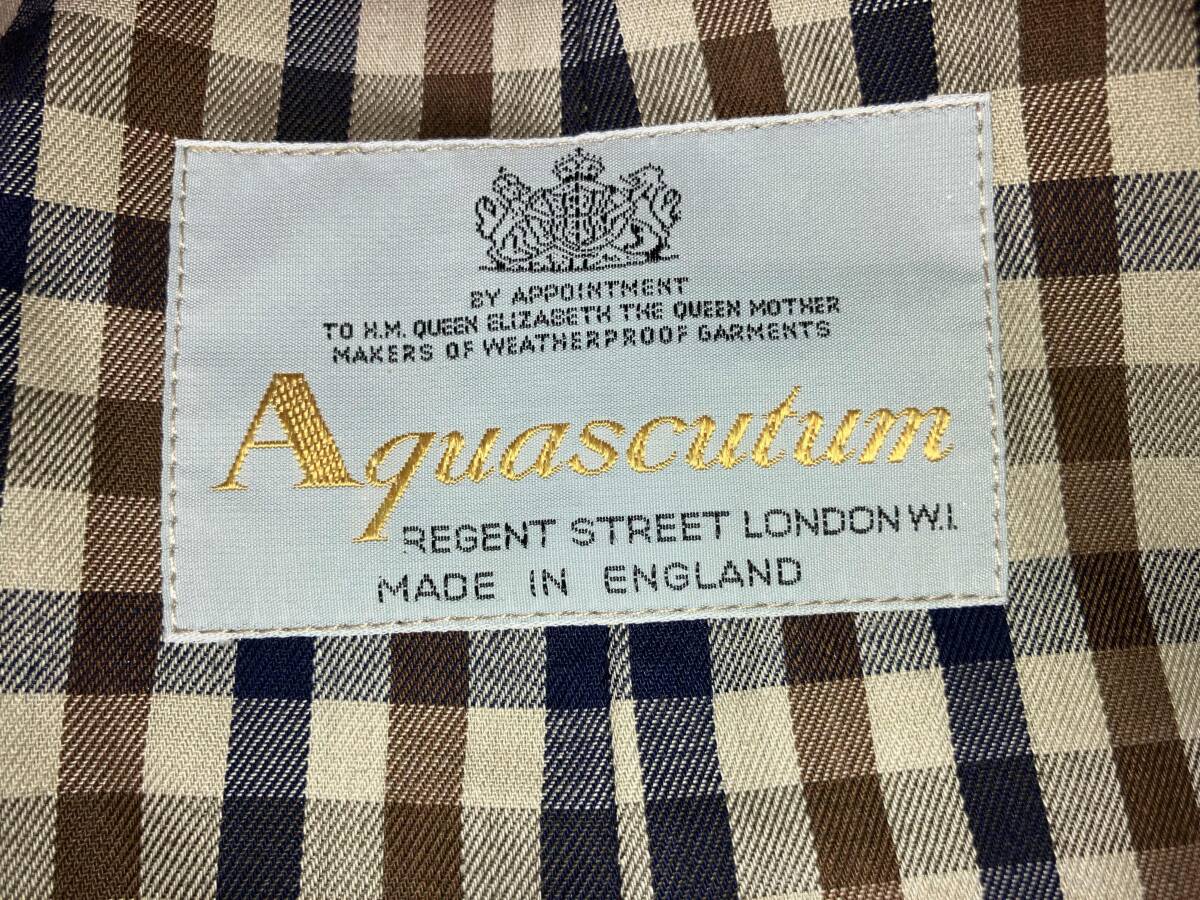 BY APPOINTMENT
TO H.M. QUEEN ELIZABETH THE QUEEN MOTHER
MAKERS OF WEATHERPROOF GARMENTS
Aquascutum
REGENT STREET LONDON W.I.
MADE IN ENGLAND